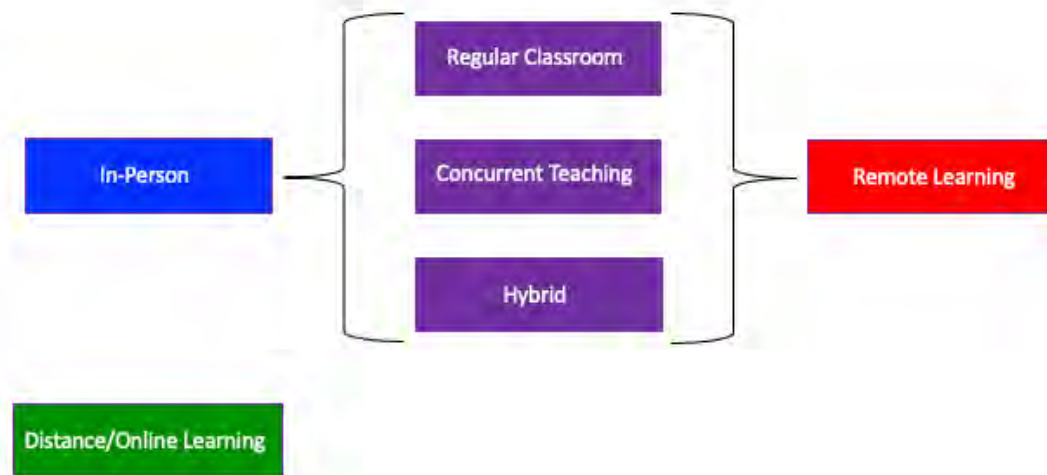 Regular Classroom
In-Person
Concurrent Teaching
Remote Learning
Hybrid
Distance/Online Learning